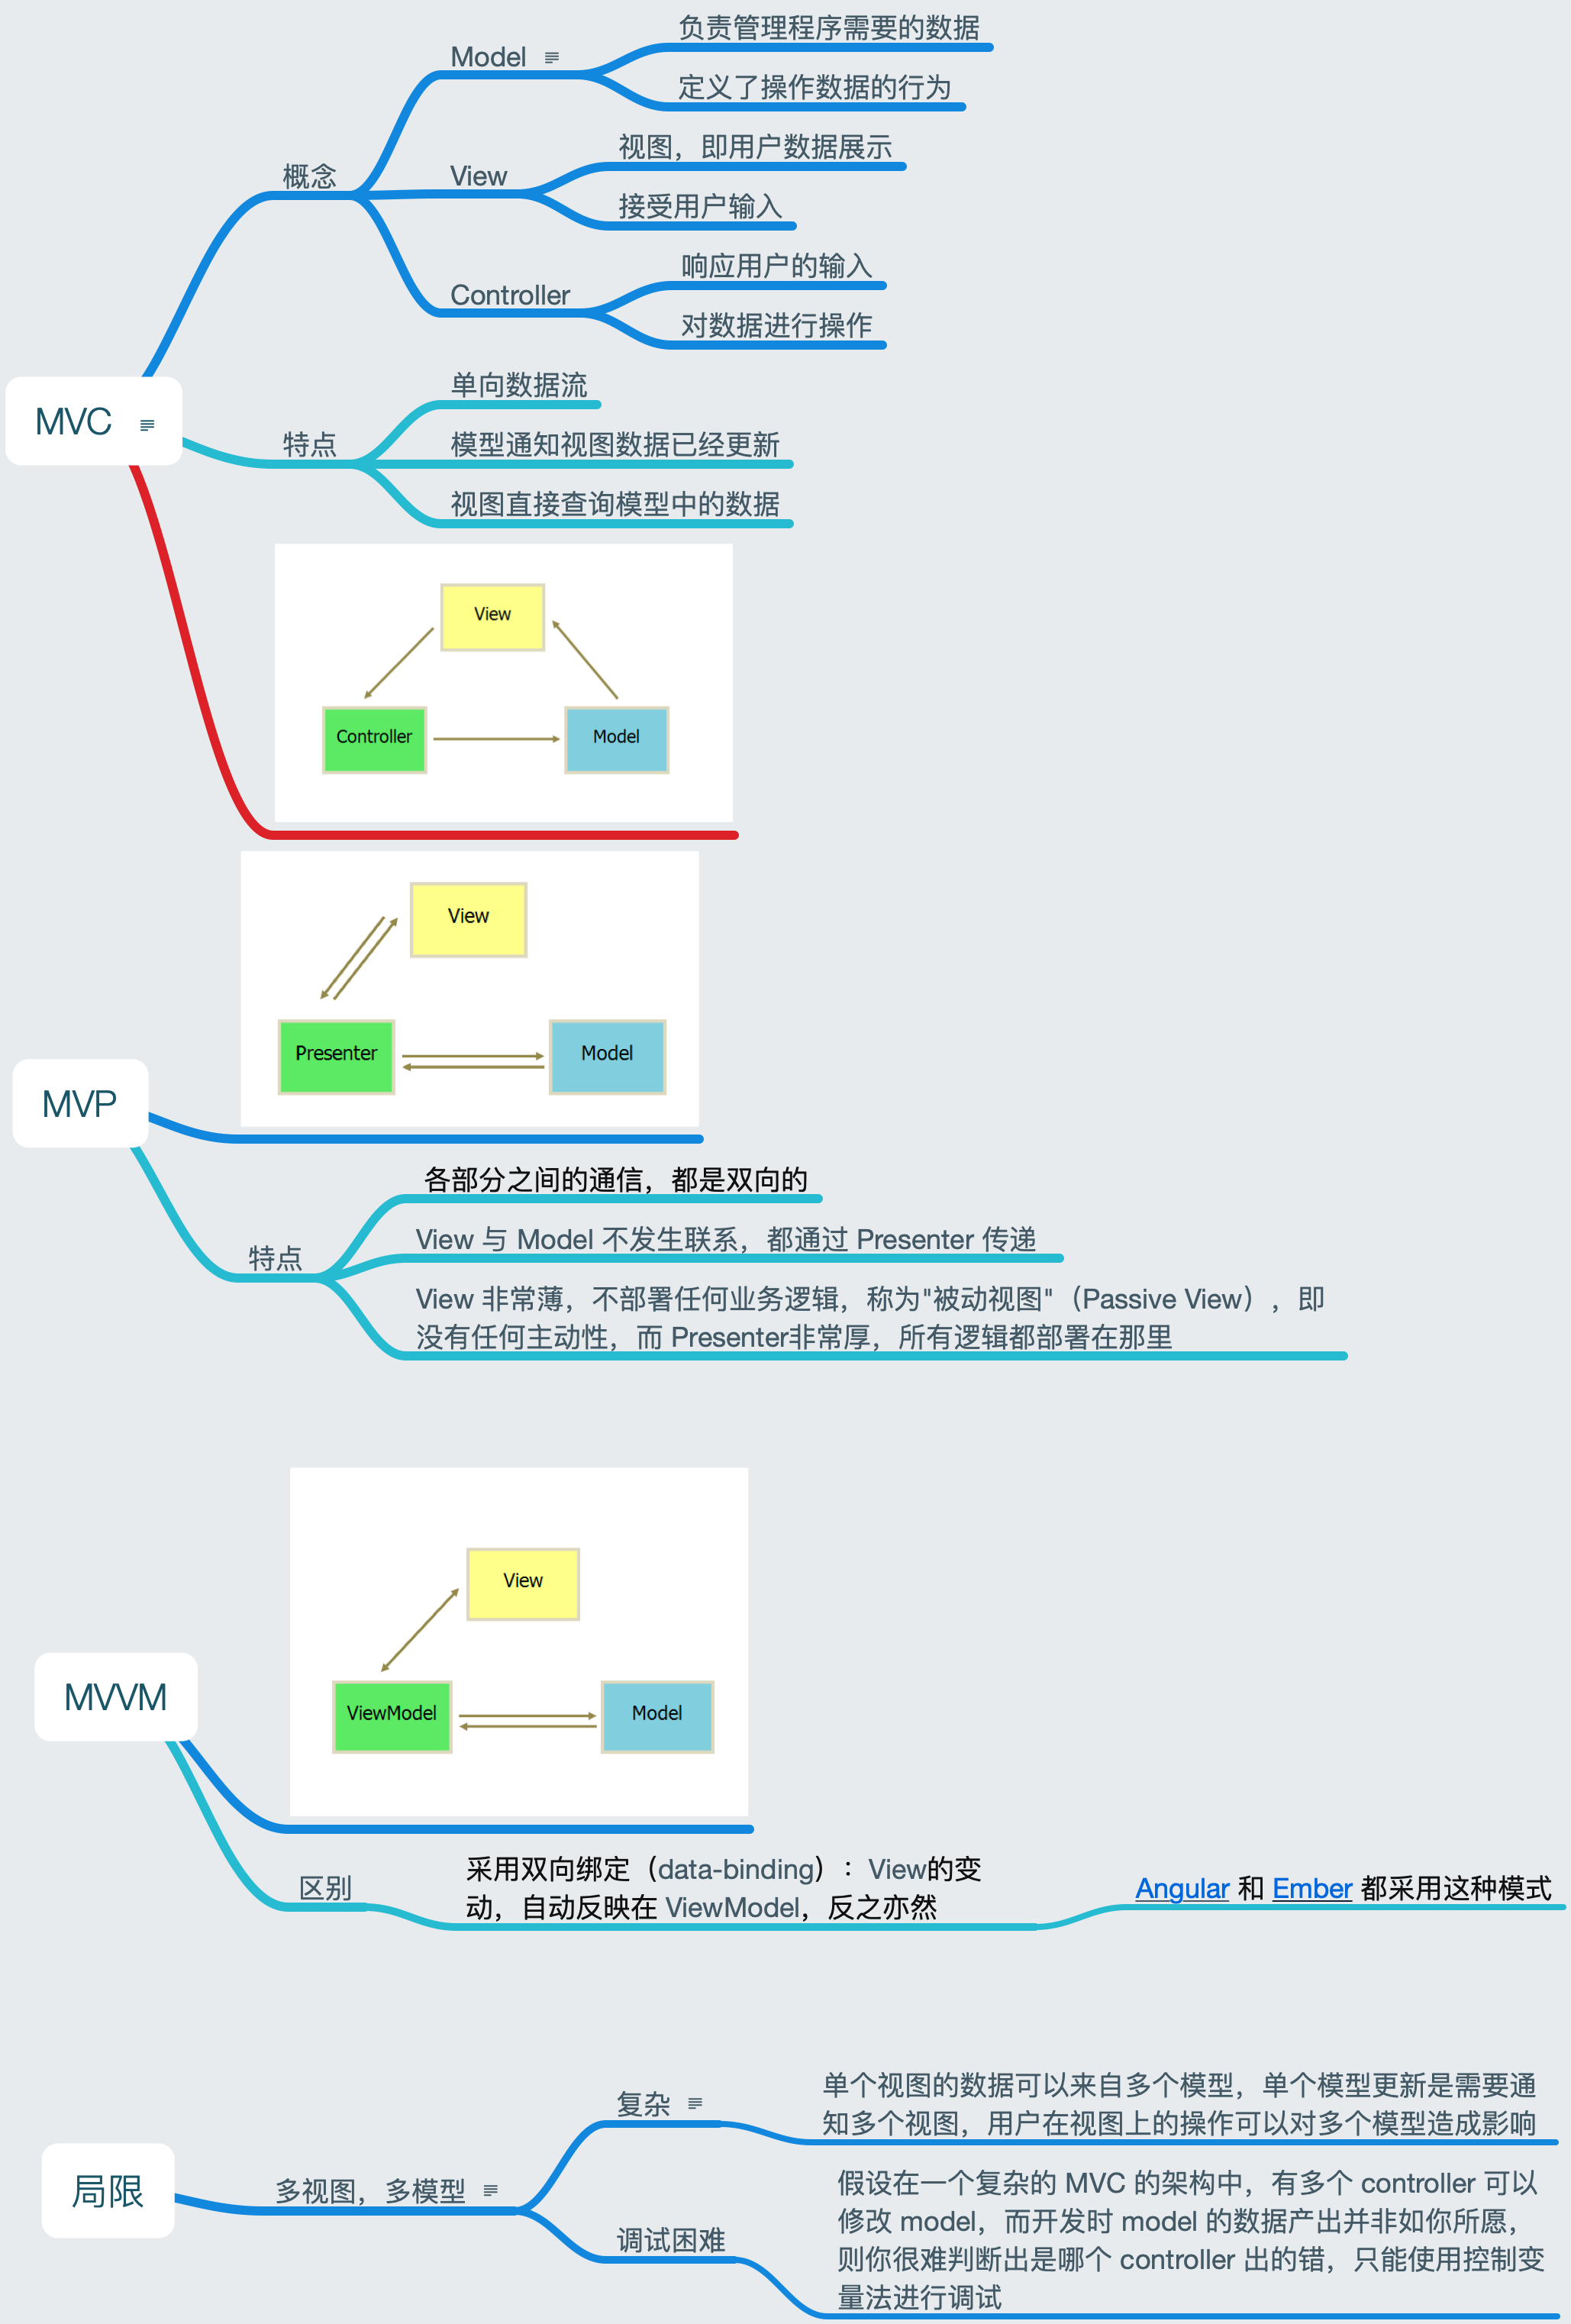 MVC
概念
Model
负责管理程序需要的数据
定义了操作数据的行为
View
视图，即用户数据展示
接受用户输入
Controller
响应用户的输入
对数据进行操作
特点
单向数据流
模型通知视图数据已经更新
视图直接查询模型中的数据
View
Controller
Model
MVP
View
Presenter
Model
特点
各部分之间的通信，都是双向的
View 与 Model 不发生联系，都通过 Presenter 传递
View 非常薄，不部署任何业务逻辑，称为"被动视图"（Passive View），即
没有任何主动性，而 Presenter非常厚，所有逻辑都部署在那里
MVVM
View
ViewModel
Model
区别
采用双向绑定（data-binding）：View的变
动，自动反映在 ViewModel，反之亦然
Angular 和 Ember 都采用这种模式
局限
多视图，多模型
复杂
单个视图的数据可以来自多个模型，单个模型更新是需要通
知多个视图，用户在视图上的操作可以对多个模型造成影响
调试困难
假设在一个复杂的 MVC 的架构中，有多个 controller 可以
修改 model，而开发时 model 的数据产出并非如你所愿，
则你很难判断出是哪个 controller 出的错，只能使用控制变
量法进行调试